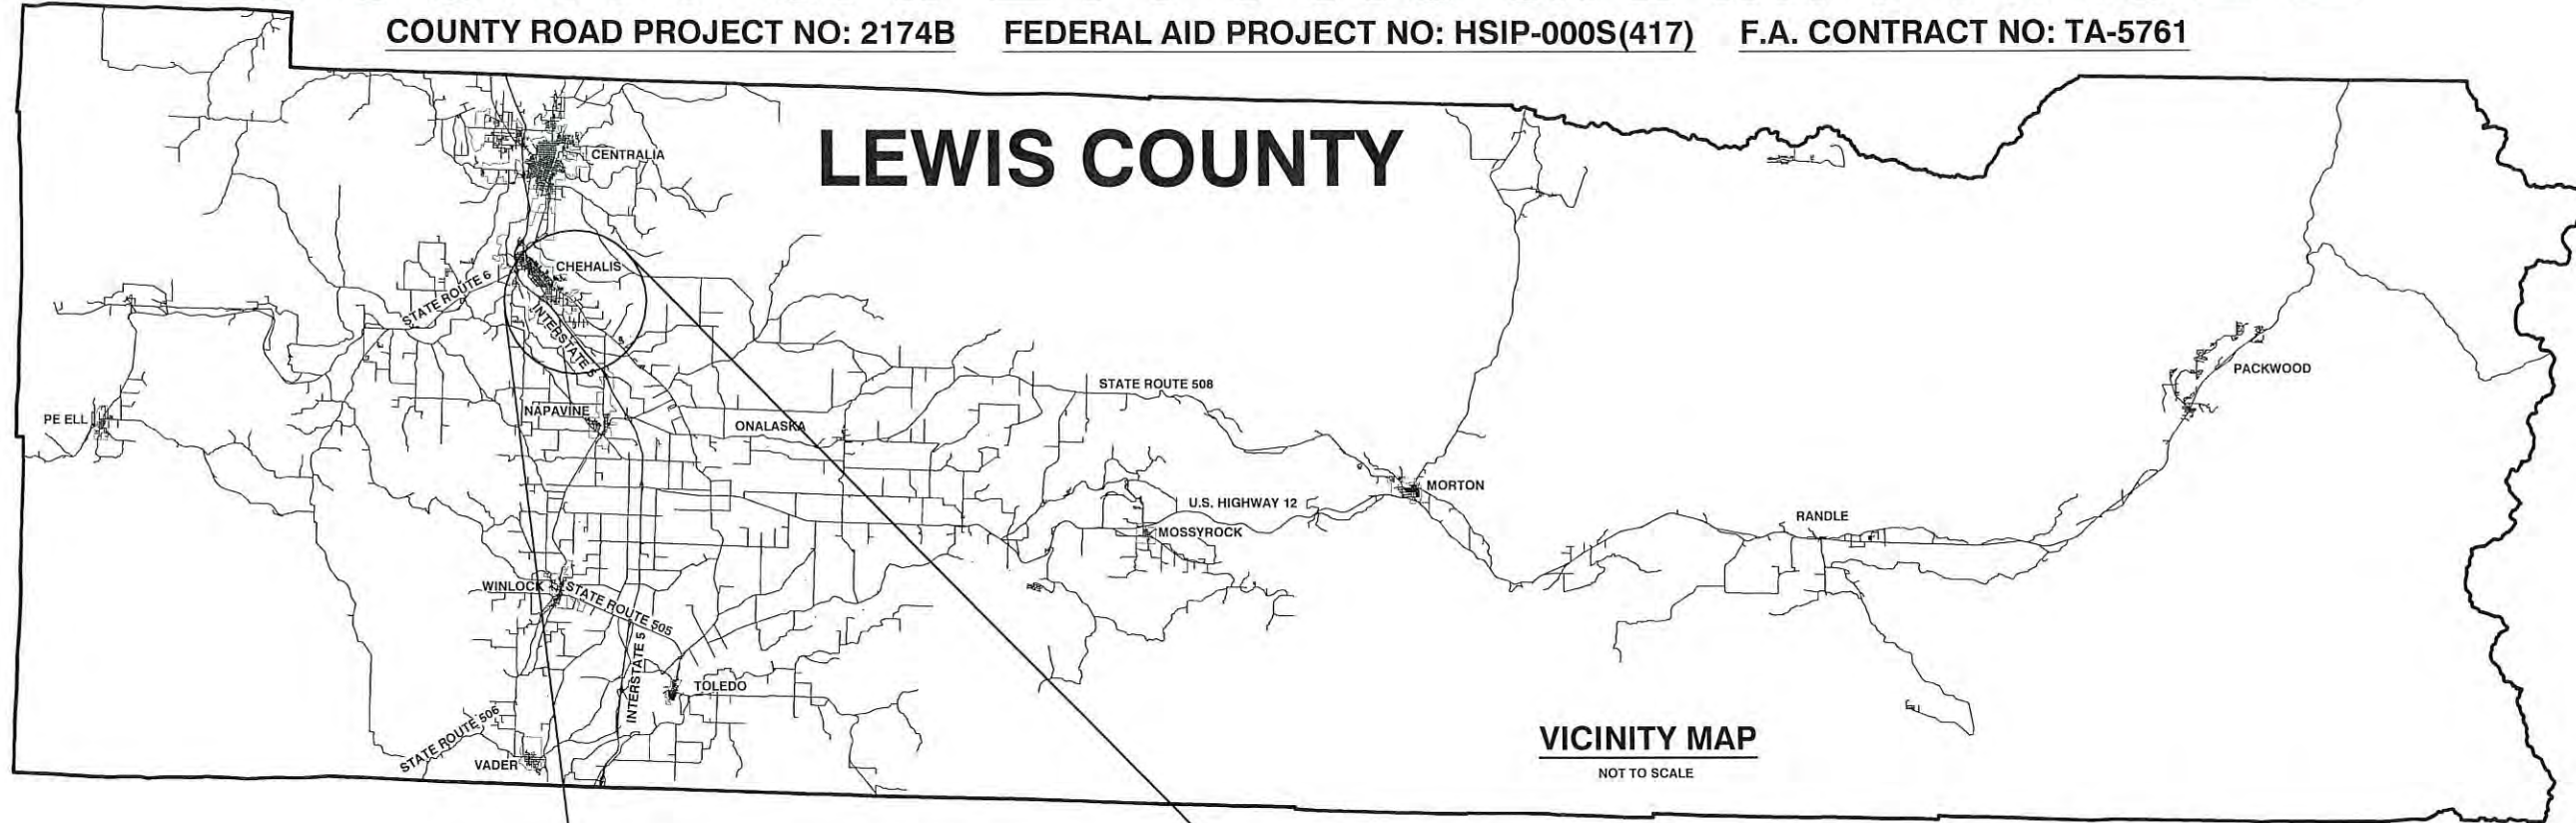 COUNTY ROAD PROJECT NO: 2174B FEDERAL AID PROJECT NO: HSIP-000S(417) F.A. CONTRACT NO: TA-5761
LEWIS COUNTY
CENTRALIA
CHEHALIS
STATE ROUTE 6
INTERSTATE 5
STATE ROUTE 508
PACKWOOD
PE ELL
NAPAVINE
ONALASKA
MORTON
U.S. HIGHWAY 12
RANDLE
MOSSYROCK
WINLOCK
STATE ROUTE 505
INTERSTATE 5
TOLEDO
STATE ROUTE 506
VADER
VICINITY MAP
NOT TO SCALE